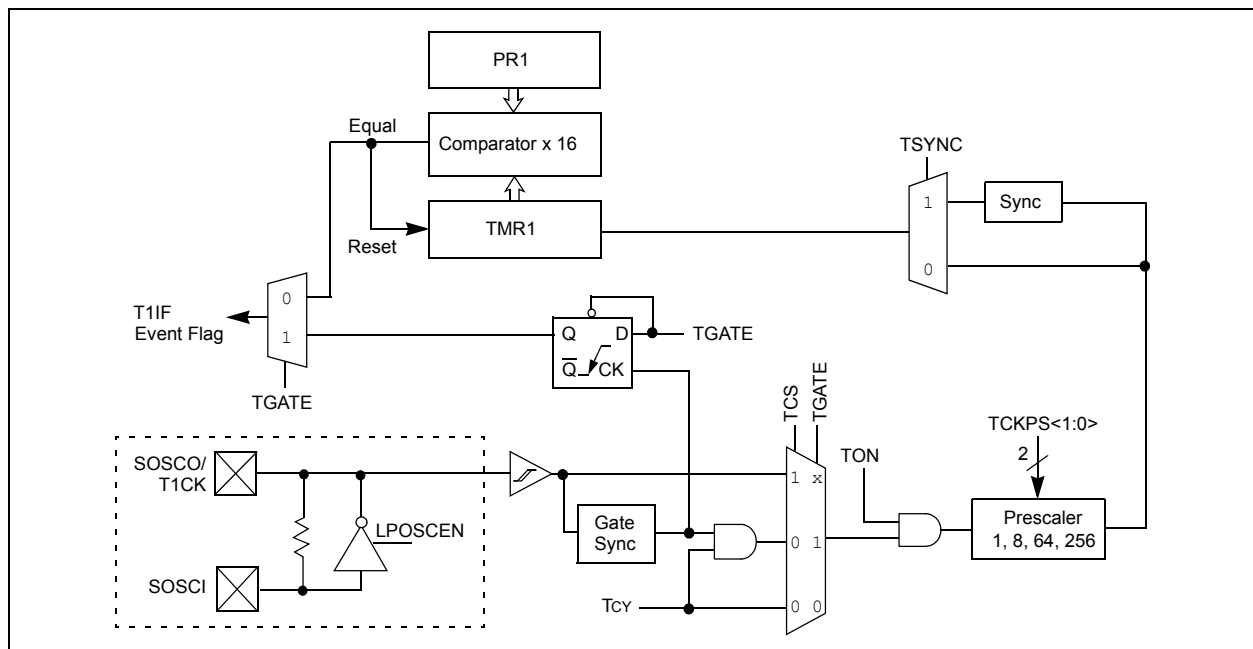 PR1
Equal
Comparator x 16
TSYNC
1
Sync
Reset
TMR1
0
0
T1IF
Event Flag
1
Q D
TGATE
Q̅ CK
TGATE
TCS
TGATE
TCKPS<1:0>
2
SOSCO/
T1CK
TON
1 x
LPOSCEN
Gate
Sync
0 1
Prescaler
1, 8, 64, 256
SOSCI
TCY
0 0